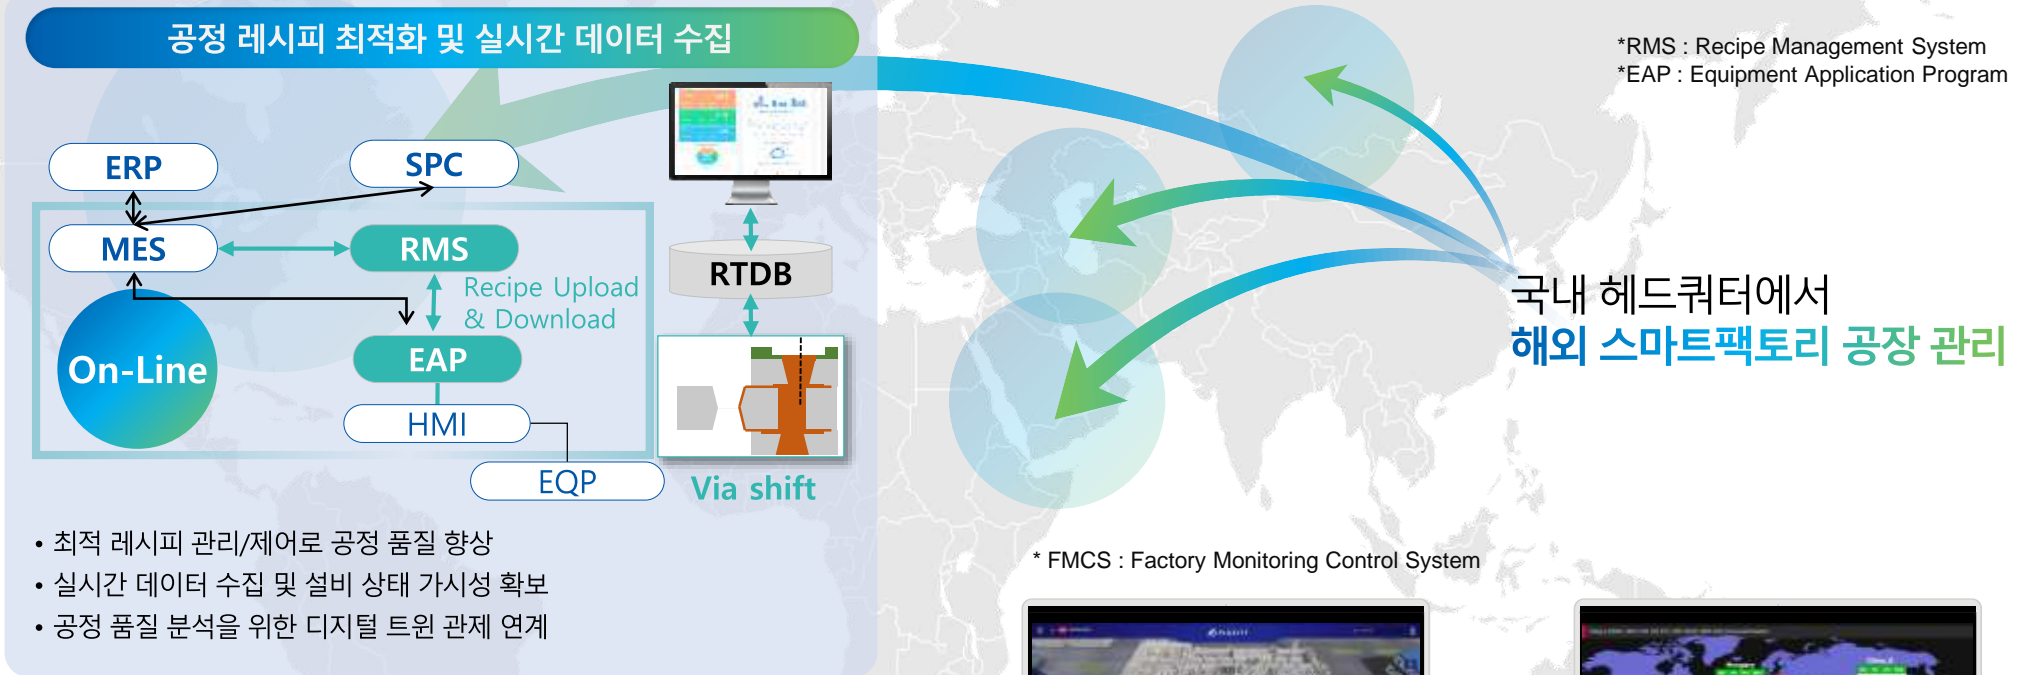 공정 레시피 최적화 및 실시간 데이터 수집
*RMS : Recipe Management System
*EAP : Equipment Application Program
ERP
SPC
MES
RMS
Recipe Upload
& Download
EAP
On-Line
HMI
EQP
RTDB
Via shift
국내 헤드쿼터에서
해외 스마트팩토리 공장 관리
• 최적 레시피 관리/제어로 공정 품질 향상
• 실시간 데이터 수집 및 설비 상태 가시성 확보
• 공정 품질 분석을 위한 디지털 트윈 관제 연계
* FMCS : Factory Monitoring Control System